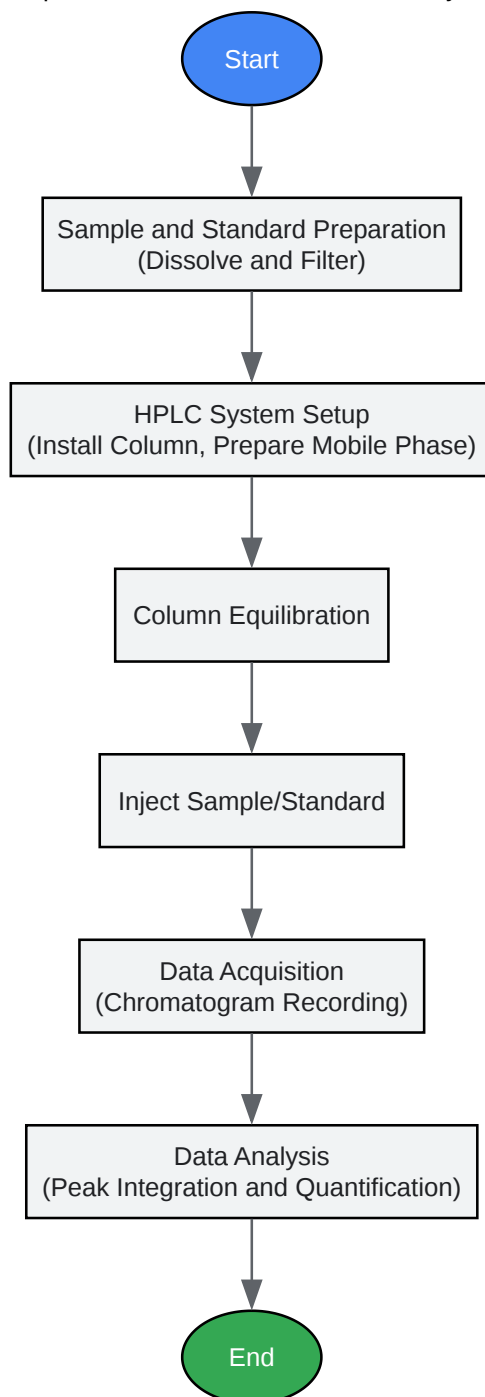 Start
Sample and Standard Preparation
(Dissolve and Filter)
HPLC System Setup
(Install Column, Prepare Mobile Phase)
Column Equilibration
Inject Sample/Standard
Data Acquisition
(Chromatogram Recording)
Data Analysis
(Peak Integration and Quantification)
End